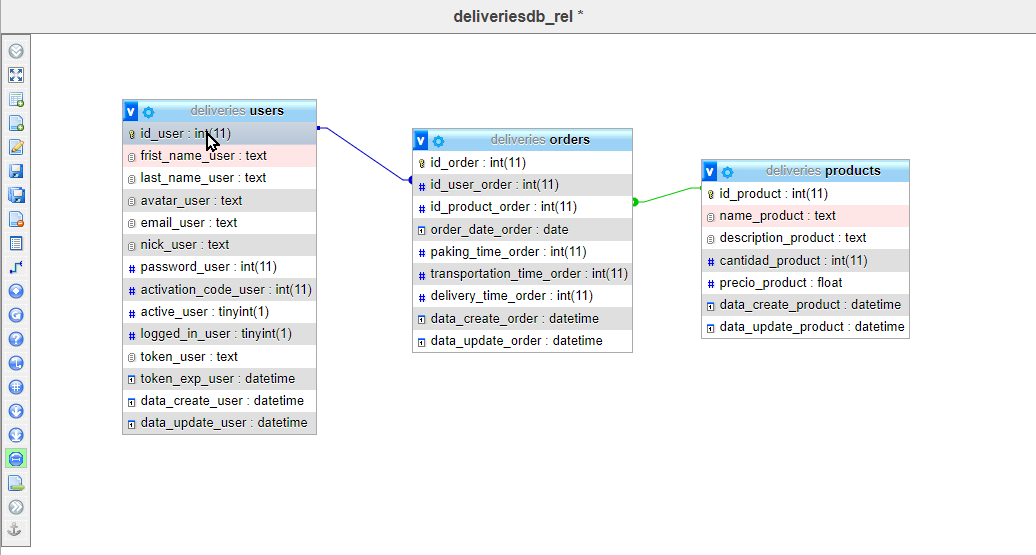 deliveriesdb_rel *
v deliveries users
id_user : int(11)
frist_name_user : text
last_name_user : text
avatar_user : text
email_user : text
nick_user : text
password_user : int(11)
activation_code_user : int(11)
active_user : tinyint(1)
logged_in_user : tinyint(1)
token_user : text
token_exp_user : datetime
data_create_user : datetime
data_update_user : datetime
v deliveries orders
id_order : int(11)
id_user_order : int(11)
id_product_order : int(11)
order_date_order : date
paking_time_order : int(11)
transportation_time_order : int(11)
delivery_time_order : int(11)
data_create_order : datetime
data_update_order : datetime
v deliveries products
id_product : int(11)
name_product : text
description_product : text
cantidad_product : int(11)
precio_product : float
data_create_product : datetime
data_update_product : datetime